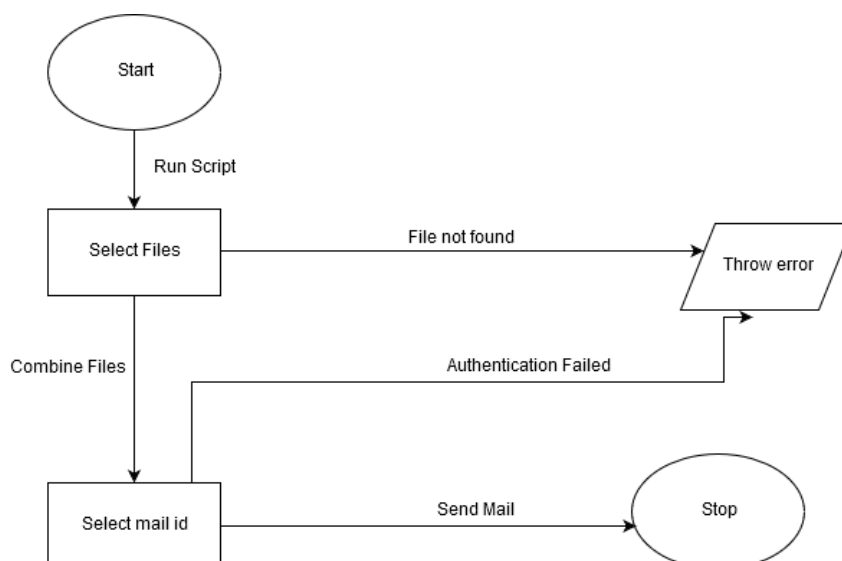 Start
Run Script
Select Files
File not found
Throw error
Combine Files
Authentication Failed
Select mail id
Send Mail
Stop